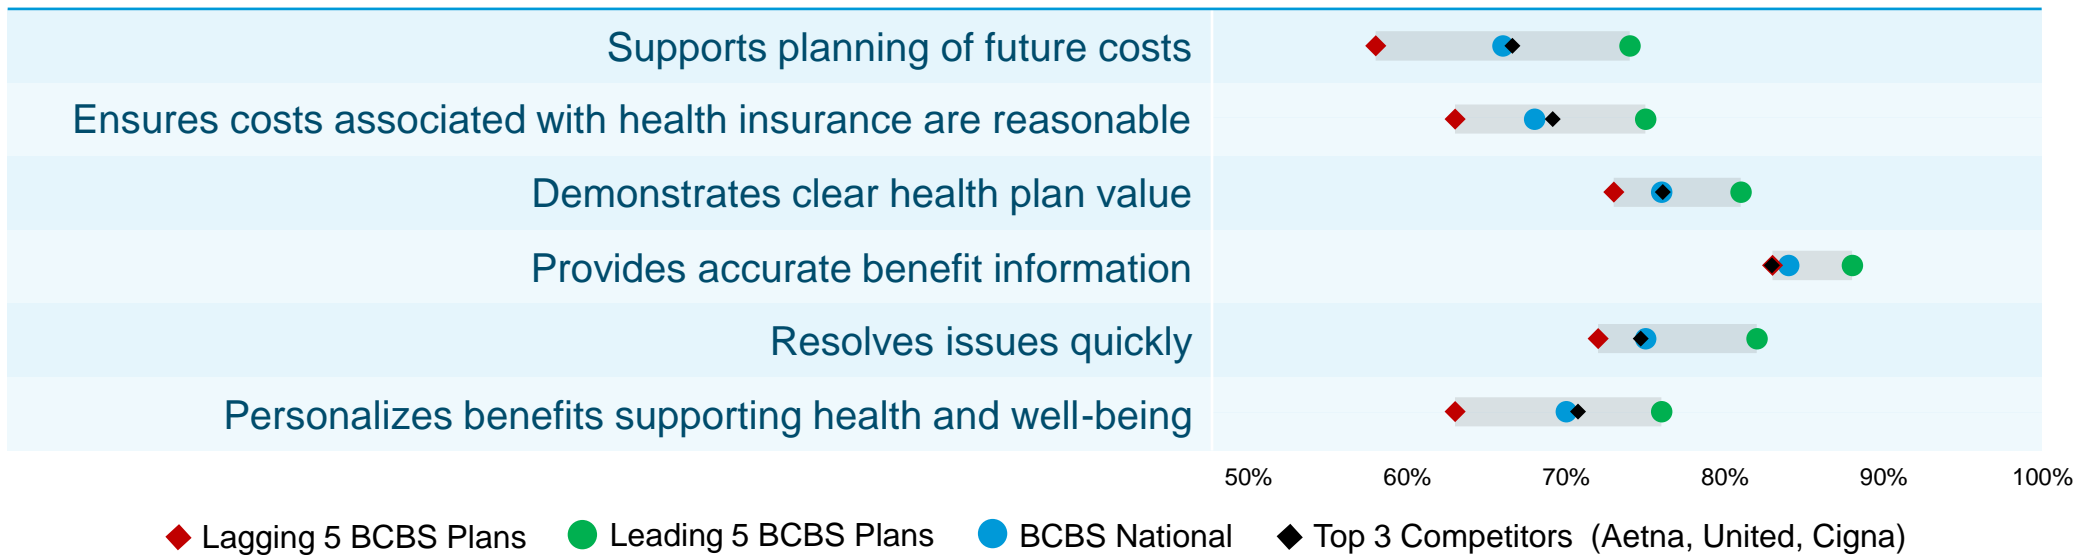 Supports planning of future costs
Ensures costs associated with health insurance are reasonable
Demonstrates clear health plan value
Provides accurate benefit information
Resolves issues quickly
Personalizes benefits supporting health and well-being
50% 60% 70% 80% 90% 100%
Lagging 5 BCBS Plans Leading 5 BCBS Plans BCBS National Top 3 Competitors (Aetna, United, Cigna)